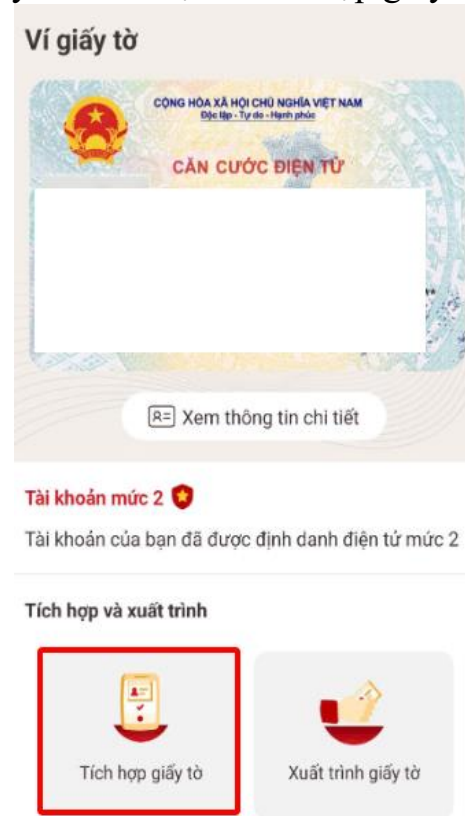 Ví giấy tờ
CỘNG HÒA XÃ HỘI CHỦ NGHĨA VIỆT NAM
Độc lập - Tự do - Hạnh phúc
CĂN CƯỚC ĐIỆN TỬ
Xem thông tin chi tiết
Tài khoản mức 2
Tài khoản của bạn đã được định danh điện tử mức 2
Tích hợp và xuất trình
Tích hợp giấy tờ
Xuất trình giấy tờ